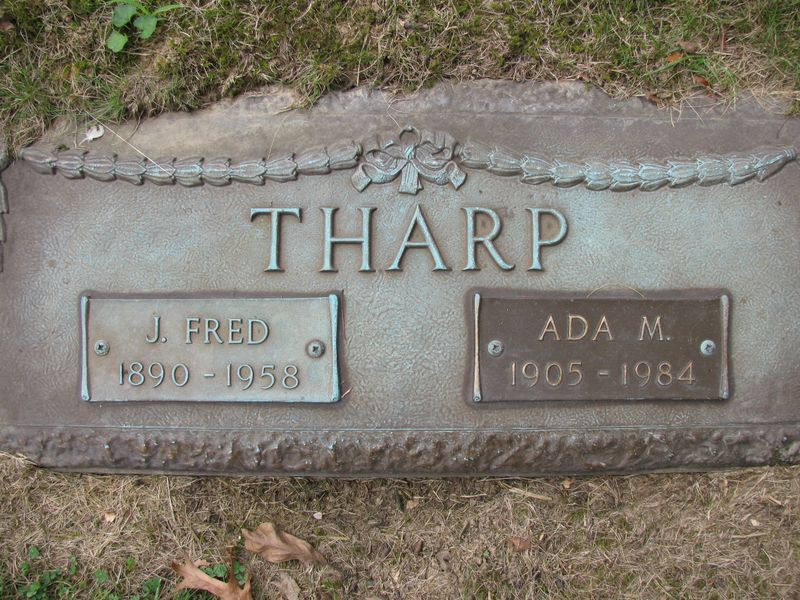 THARP
J. FRED
1890 - 1958
ADA M.
1905 - 1984